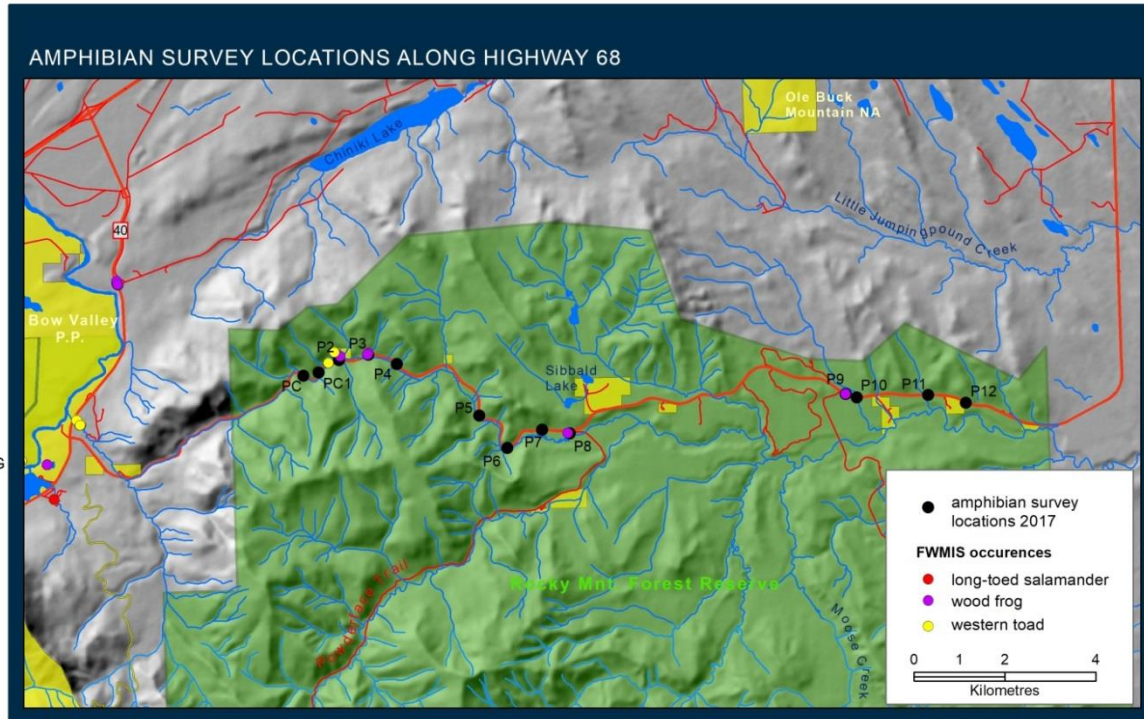 AMPHIBIAN SURVEY LOCATIONS ALONG HIGHWAY 68
Ole Buck
Mountain NA
Chiniki Lake
Little Jumpingpound Creek
40
Bow Valley
P.P.
P2
P3
PC
PC1
P4
Sibbald
Lake
P5
P6
P7
P8
P9
P10
P11
P12
G
Powderface Trail
Rocky Mnt. Forest Reserve
Moose Creek
amphibian survey
locations 2017
FWMIS occurences
long-toed salamander
wood frog
western toad
0 1 2 4
Kilometres